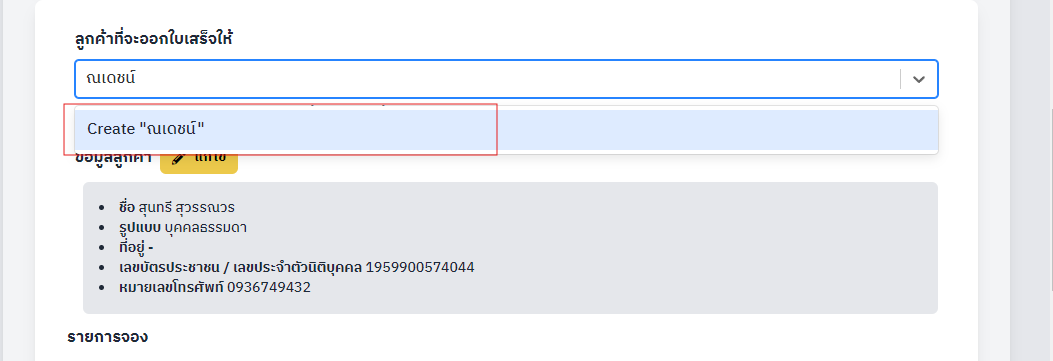 ลูกค้าที่จะออกใบเสร็จให้
ณเดชน์
Create "ณเดชน์"
ข้อมูลลูกค้า แก้ไข
ชื่อ สุนทรี สุวรรณวร
รูปแบบ บุคคลธรรมดา
ที่อยู่ -
เลขบัตรประชาชน / เลขประจำตัวนิติบุคคล 1959900574044
หมายเลขโทรศัพท์ 0936749432
รายการจอง